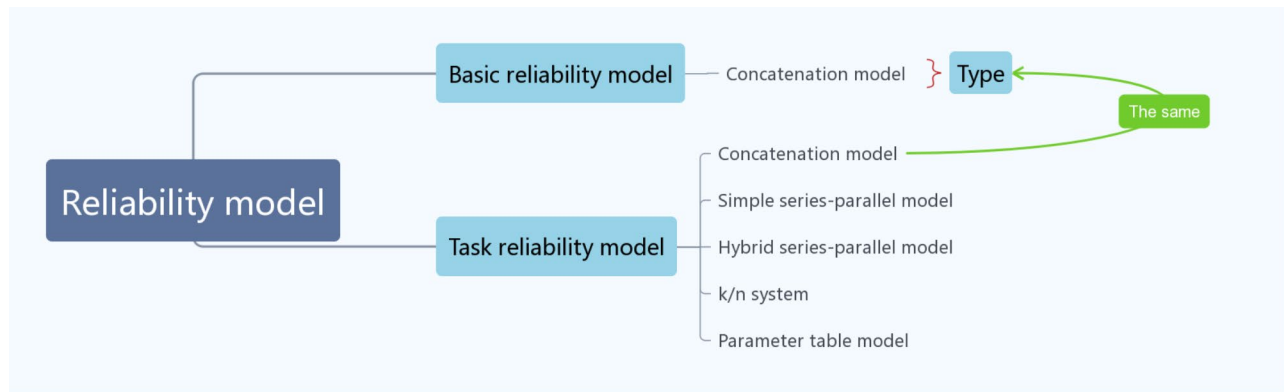 Reliability model
Basic reliability model
Concatenation model
Type
The same
Task reliability model
Concatenation model
Simple series-parallel model
Hybrid series-parallel model
k/n system
Parameter table model